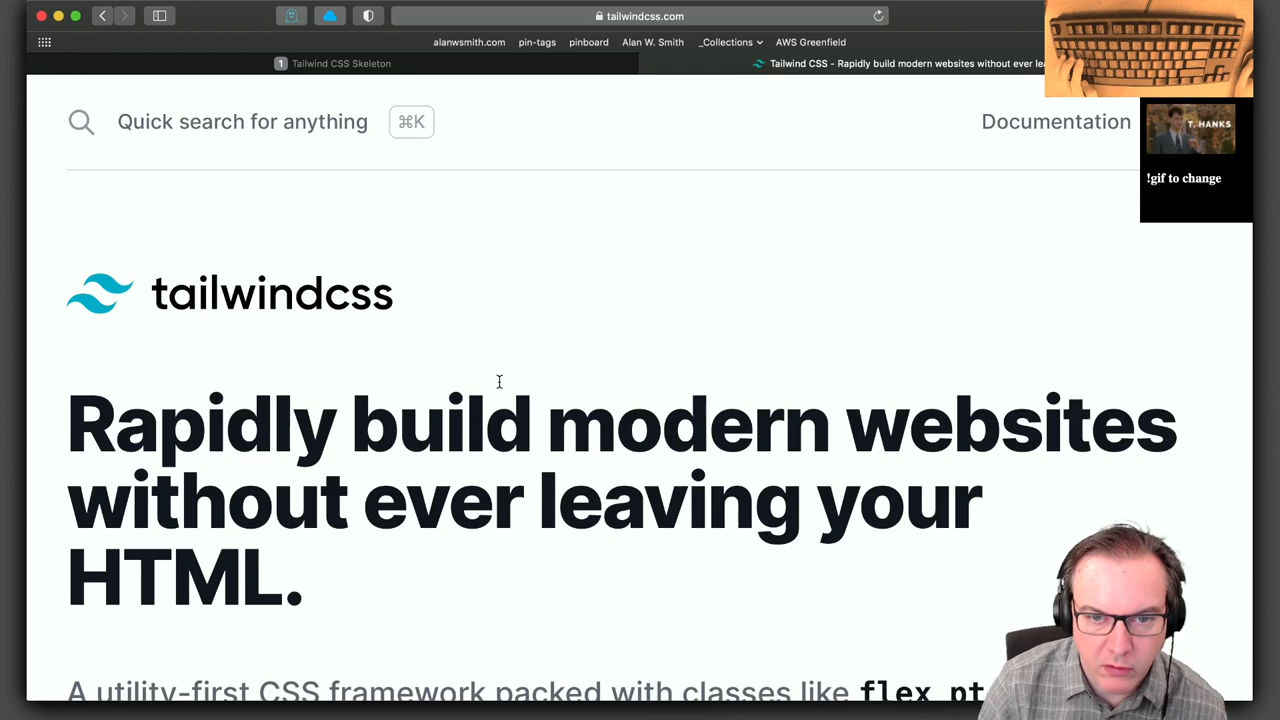 tailwindcss.com
alanwsmith.com pin-tags pinboard Alan W. Smith _Collections AWS Greenfield
1 Tailwind CSS Skeleton
Tailwind CSS - Rapidly build modern websites without ever lea
Quick search for anything ⌘K
Documentation
T. HANKS
!gif to change
tailwindcss
Rapidly build modern websites
without ever leaving your
HTML.
A utility-first CSS framework packed with classes like flex, pt